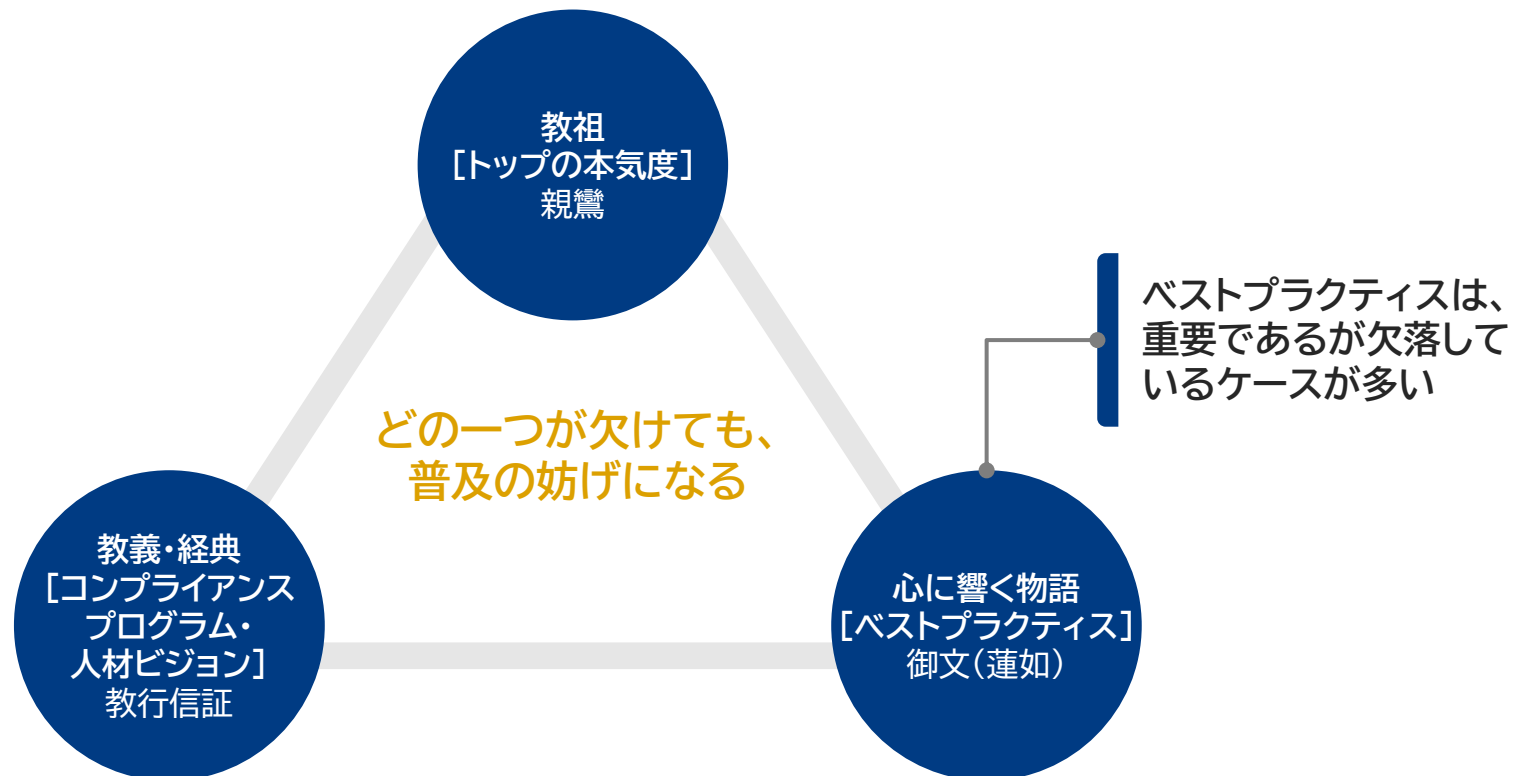 教祖
[トップの本気度]
親鸞
ベストプラクティスは、
重要であるが欠落して
いるケースが多い
どの一つが欠けても、
普及の妨げになる
教義・経典
[コンプライアンス
プログラム・
人材ビジョン]
教行信証
心に響く物語
[ベストプラクティス]
御文(蓮如)